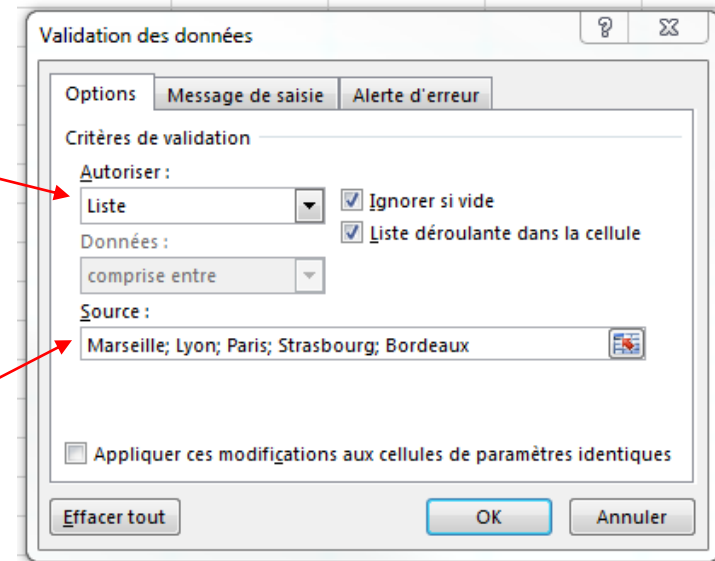 Validation des données
Options Message de saisie Alerte d'erreur
Critères de validation
Autoriser :
Liste
Ignorer si vide
Liste déroulante dans la cellule
Données :
comprise entre
Source :
Marseille; Lyon; Paris; Strasbourg; Bordeaux
Appliquer ces modifications aux cellules de paramètres identiques
Effacer tout OK Annuler